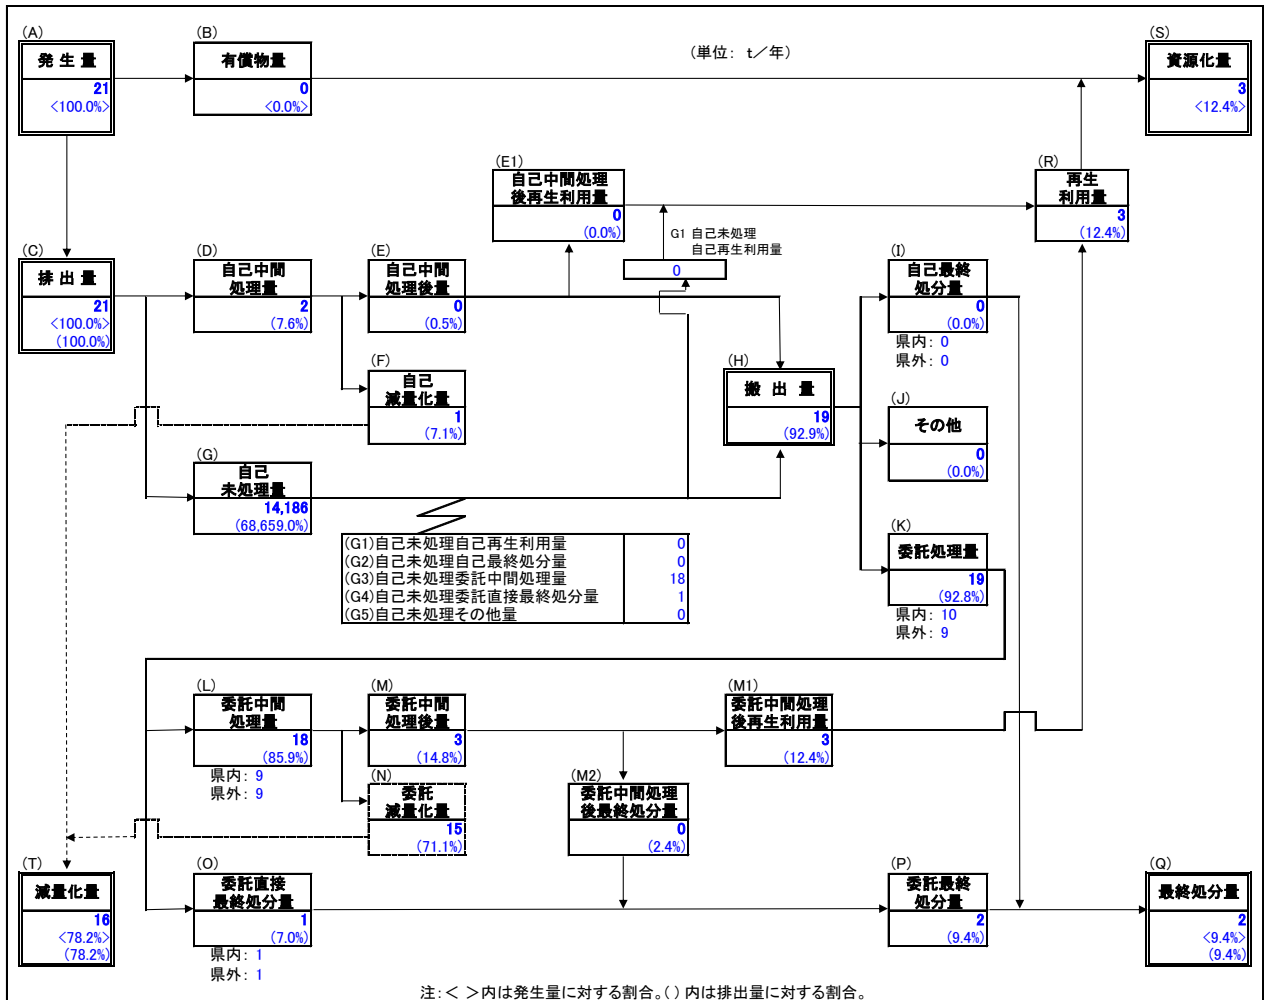 (A)
発 生 量
21
<100.0%>
(B)
有償物量
0
<0.0%>
(単位: t/年)
(S)
資源化量
3
<12.4%>
(E1)
自己中間処理
後再生利用量
0
(0.0%)
(R)
再生
利用量
3
(12.4%)
G1 自己未処理
自己再生利用量
0
(C)
排 出 量
21
<100.0%>
(100.0%)
(D)
自己中間
処理量
2
(7.6%)
(E)
自己中間
処理後量
0
(0.5%)
(I)
自己最終
処分量
0
(0.0%)
県内: 0
県外: 0
(F)
自己
減量化量
1
(7.1%)
(H)
搬 出 量
19
(92.9%)
(J)
その他
0
(0.0%)
(G)
自己
未処理量
14,186
(68,659.0%)
(G1)自己未処理自己再生利用量 0
(G2)自己未処理自己最終処分量 0
(G3)自己未処理委託中間処理量 18
(G4)自己未処理委託直接最終処分量 1
(G5)自己未処理その他量 0
(K)
委託処理量
19
(92.8%)
県内: 10
県外: 9
(L)
委託中間
処理量
18
(85.9%)
県内: 9
県外: 9
(M)
委託中間
処理後量
3
(14.8%)
(M1)
委託中間処理
後再生利用量
3
(12.4%)
(N)
委託
減量化量
15
(71.1%)
(M2)
委託中間処理
後最終処分量
0
(2.4%)
(T)
減量化量
16
<78.2%>
(78.2%)
(O)
委託直接
最終処分量
1
(7.0%)
県内: 1
県外: 1
(P)
委託最終
処分量
2
(9.4%)
(Q)
最終処分量
2
<9.4%>
(9.4%)
注:< >内は発生量に対する割合。( )内は排出量に対する割合。